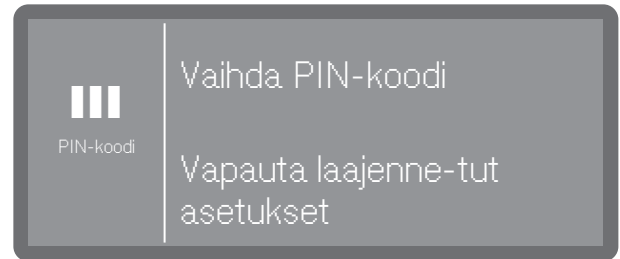 PIN-koodi
Vaihda PIN-koodi
Vapauta laajenne-tut
asetukset